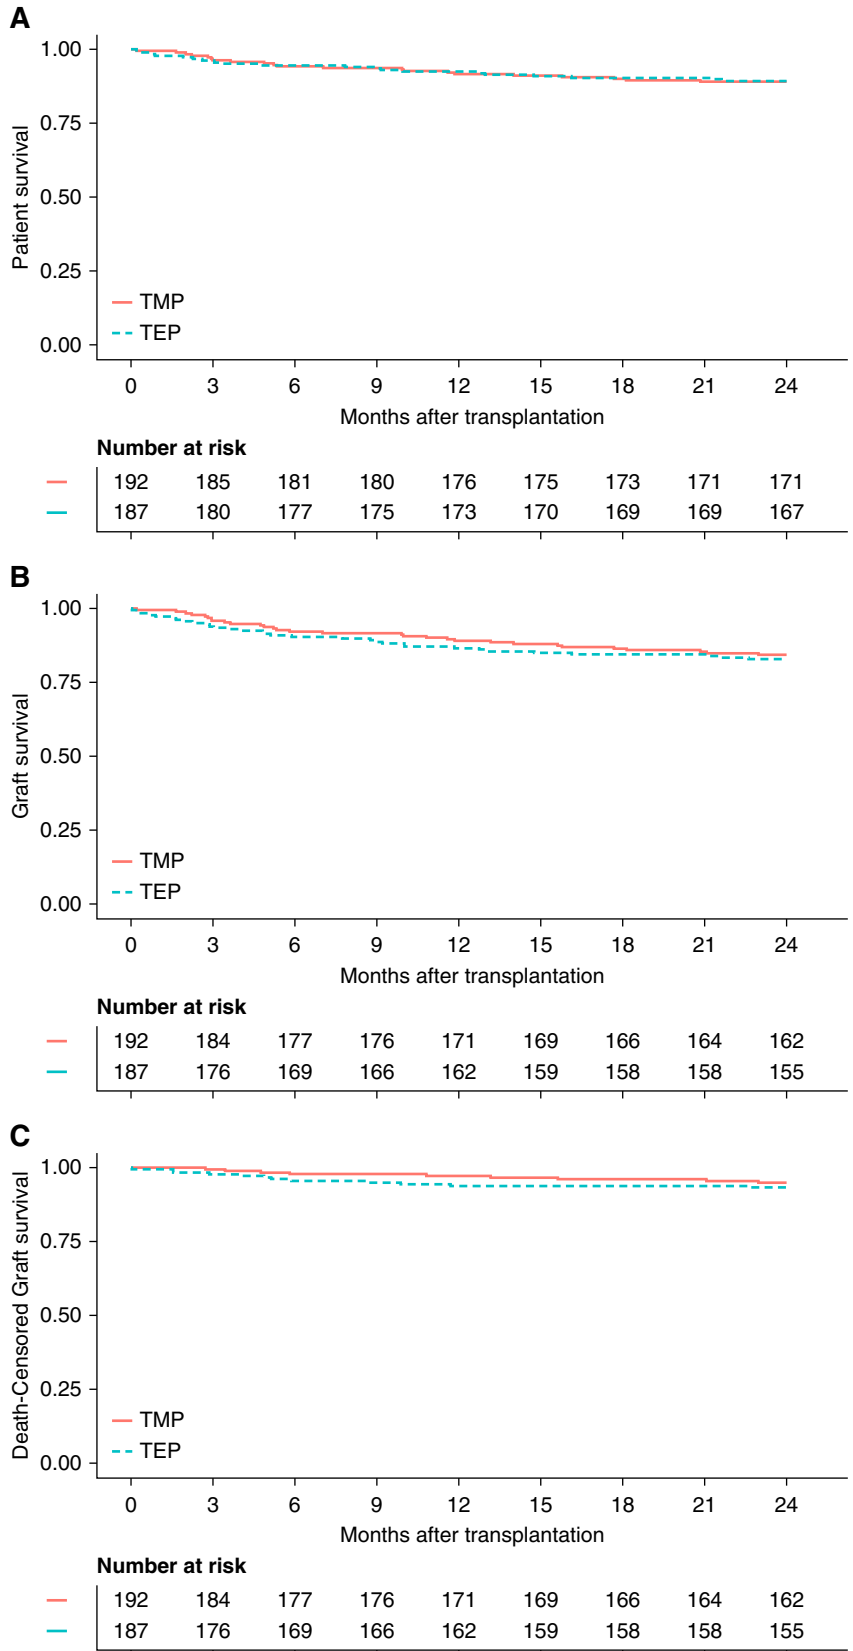 A
1.00
0.75
0.50
0.25
0.00
Patient survival
TMP
TEP
0 3 6 9 12 15 18 21 24
Months after transplantation
Number at risk
192 185 181 180 176 175 173 171 171
187 180 177 175 173 170 169 169 167
B
1.00
0.75
0.50
0.25
0.00
Graft survival
TMP
TEP
0 3 6 9 12 15 18 21 24
Months after transplantation
Number at risk
192 184 177 176 171 169 166 164 162
187 176 169 166 162 159 158 158 155
C
1.00
0.75
0.50
0.25
0.00
Death-Censored Graft survival
TMP
TEP
0 3 6 9 12 15 18 21 24
Months after transplantation
Number at risk
192 184 177 176 171 169 166 164 162
187 176 169 166 162 159 158 158 155